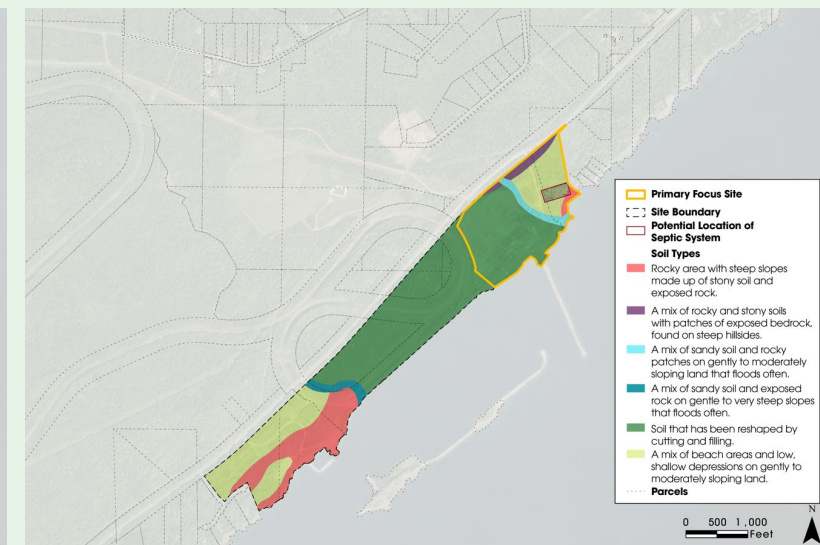 Primary Focus Site
Site Boundary
Potential Location of
Septic System
Soil Types
Rocky area with steep slopes
made up of stony soil and
exposed rock.
A mix of rocky and stony soils
with patches of exposed bedrock,
found on steep hillsides.
A mix of sandy soil and rocky
patches on gently to moderately
sloping land that floods often.
A mix of sandy soil and exposed
rock on gentle to very steep slopes
that floods often.
Soil that has been reshaped by
cutting and filling.
A mix of beach areas and low,
shallow depressions on gently to
moderately sloping land.
Parcels
N
0 500 1,000
Feet